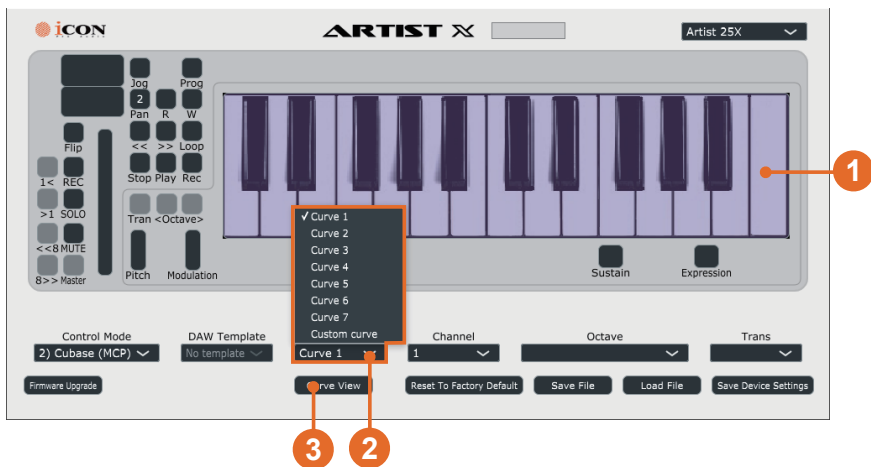 iCON
ARTIST X
Artist 25X
Jog Prog
2
Pan R W
Flip
<< >> Loop
1< REC
Stop Play Rec
>1 SOLO
Tran <Octave>
<<8 MUTE
8>> Master
Pitch Modulation
✓ Curve 1
Curve 2
Curve 3
Curve 4
Curve 5
Curve 6
Curve 7
Custom curve
Sustain Expression
1
Control Mode DAW Template Channel Octave Trans
2) Cubase (MCP) No template Curve 1 1
Firmware Upgrade Curve View Reset To Factory Default Save File Load File Save Device Settings
3 2